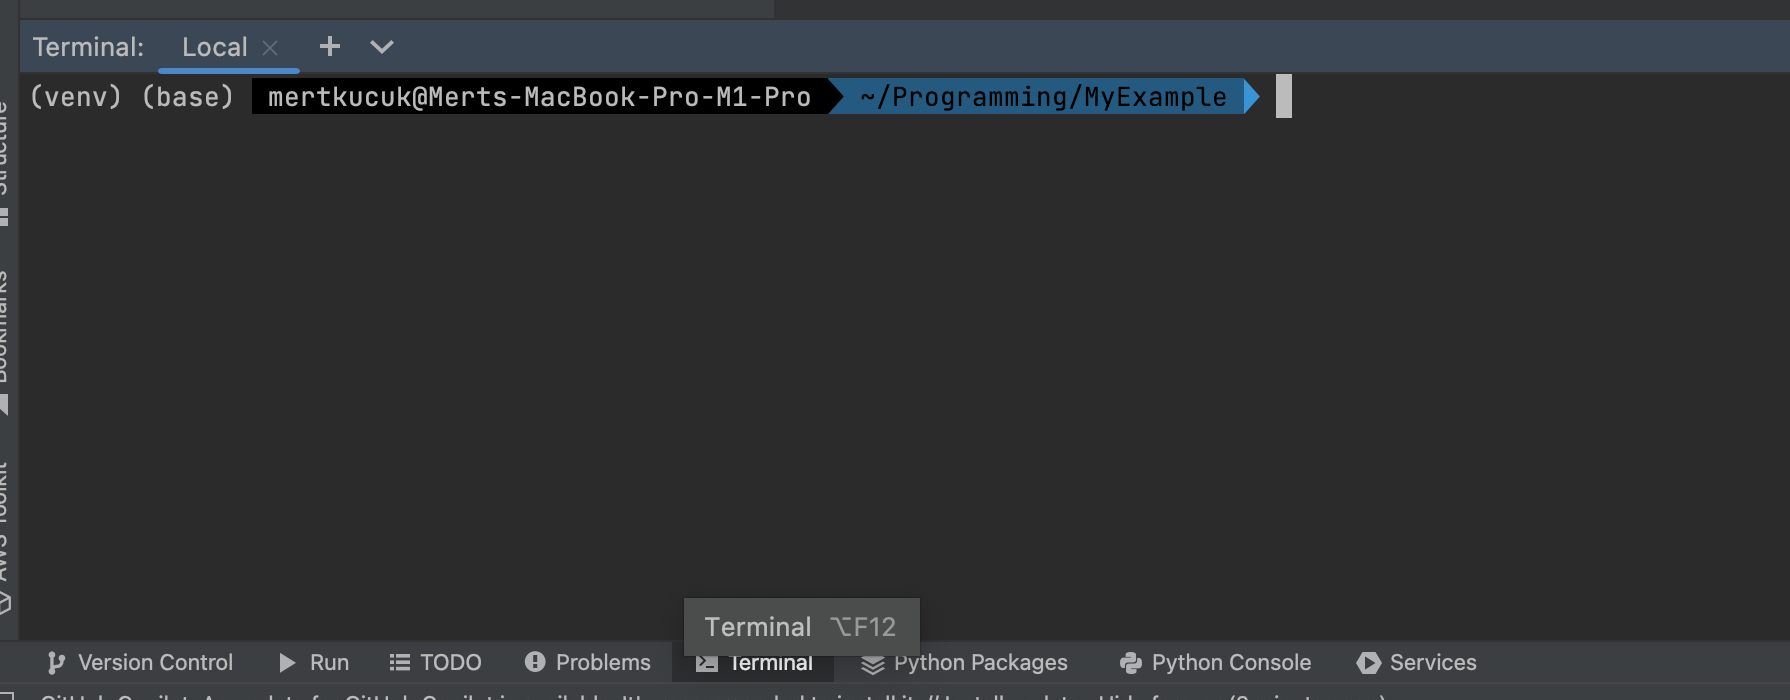 Terminal: Local
(venv) (base) mertkucuk@Merts-MacBook-Pro-M1-Pro ~/Programming/MyExample
Structure
Bookmarks
AWS Toolkit
Terminal ⌥F12
Version Control Run TODO Problems Terminal Python Packages Python Console Services